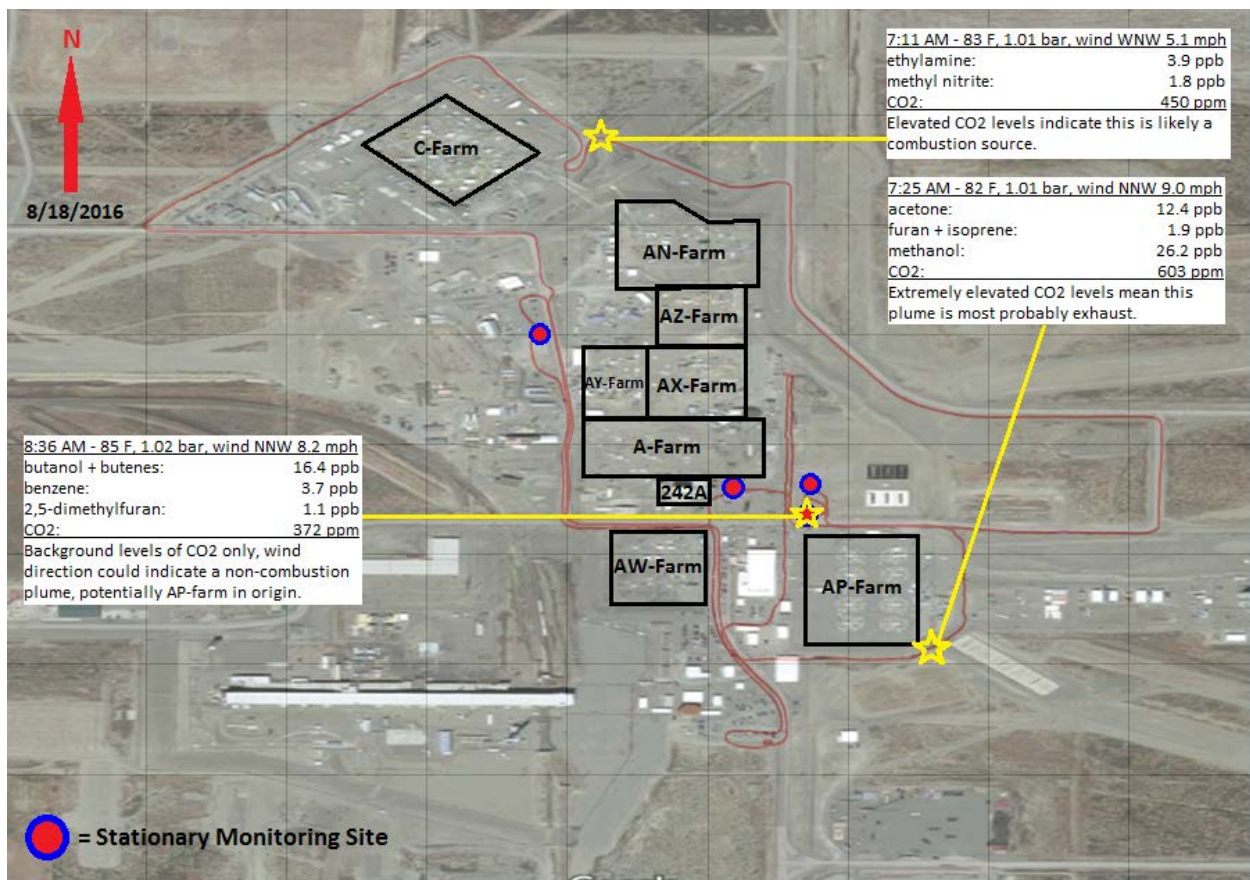 N
8/18/2016
7:11 AM - 83 F, 1.01 bar, wind WNW 5.1 mph
ethylamine: 3.9 ppb
methyl nitrite: 1.8 ppb
CO2: 450 ppm
Elevated CO2 levels indicate this is likely a
combustion source.
7:25 AM - 82 F, 1.01 bar, wind NNW 9.0 mph
acetone: 12.4 ppb
furan + isoprene: 1.9 ppb
methanol: 26.2 ppb
CO2: 603 ppm
Extremely elevated CO2 levels mean this
plume is most probably exhaust.
C-Farm
AN-Farm
AZ-Farm
AY-Farm
AX-Farm
A-Farm
242A
AW-Farm
AP-Farm
8:36 AM - 85 F, 1.02 bar, wind NNW 8.2 mph
butanol + butenes: 16.4 ppb
benzene: 3.7 ppb
2,5-dimethylfuran: 1.1 ppb
CO2: 372 ppm
Background levels of CO2 only, wind
direction could indicate a non-combustion
plume, potentially AP-farm in origin.
= Stationary Monitoring Site